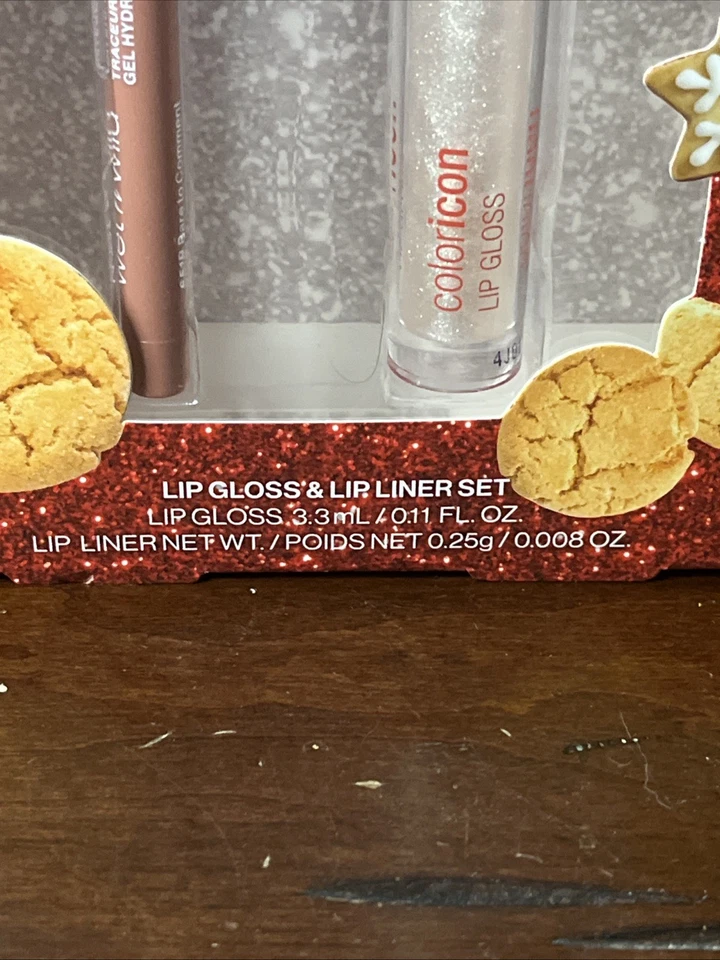 TRACEUR
GEL HYDR
wet n wild
coloricon
LIP GLOSS
LIP GLOSS & LIP LINER SET
LIP GLOSS 3.3 mL / 0.11 FL. OZ.
LIP LINER NET WT. / POIDS NET 0.25g / 0.008 OZ.